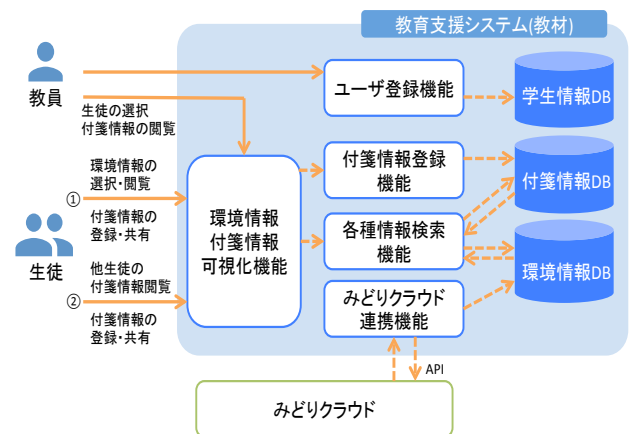 教育支援システム(教材)
教員
生徒の選択
付箋情報の閲覧
ユーザ登録機能
学生情報DB
環境情報の
選択・閲覧
①
付箋情報の
登録・共有
生徒
他生徒の
付箋情報閲覧
②
付箋情報の
登録・共有
環境情報
付箋情報
可視化機能
付箋情報登録
機能
付箋情報DB
各種情報検索
機能
環境情報DB
みどりクラウド
連携機能
API
みどりクラウド